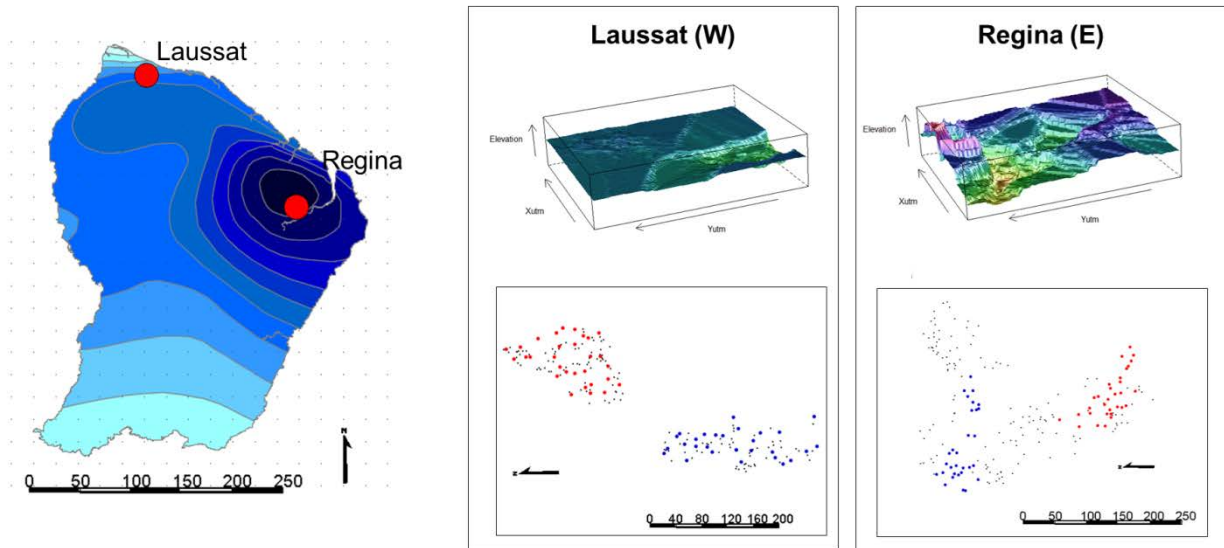 Laussat
Regina
N
0 50 100 150 200 250
Laussat (W)
Elevation
Xutm
Yutm
N
0 40 80 120 160 200
Regina (E)
Elevation
Xutm
Yutm
N
0 50 100 150 200 250